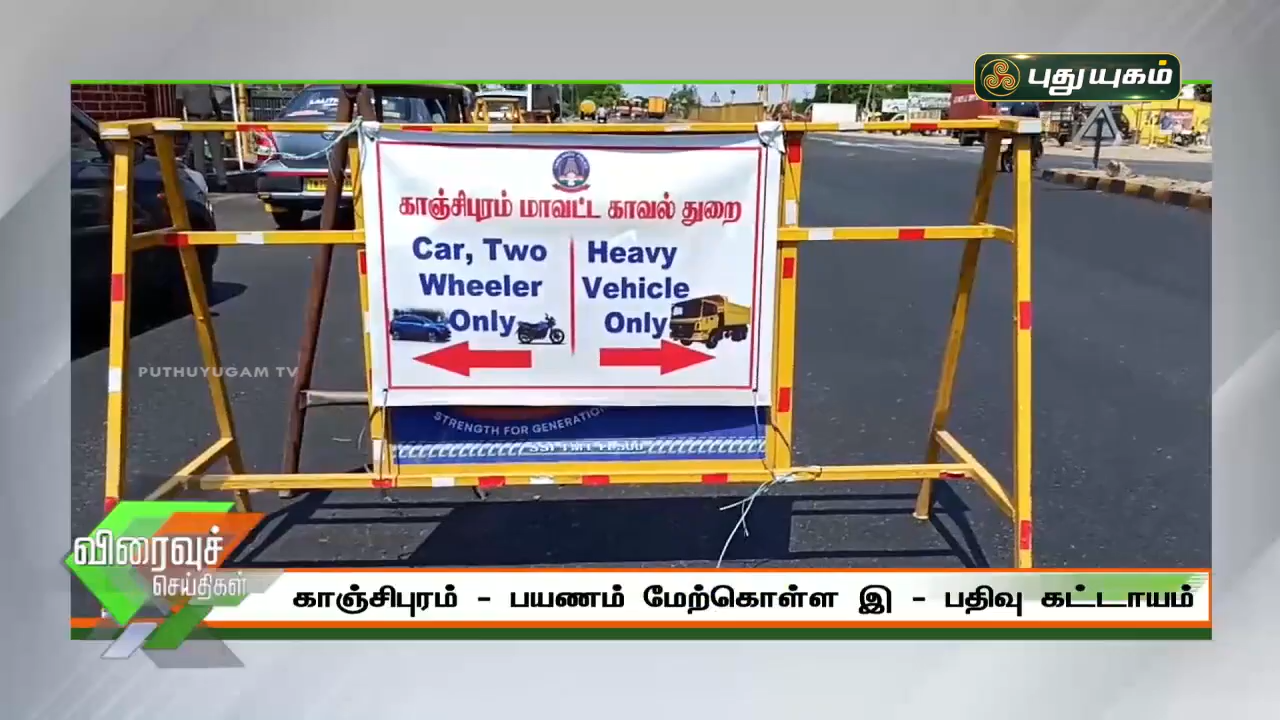 புதுயுகம்
காஞ்சிபுரம் மாவட்ட காவல் துறை
Car, Two
Wheeler
Only
Heavy
Vehicle
Only
PUTHUYUGAM TV
STRENGTH FOR GENERATION
விரைவுச்
செய்திகள்
காஞ்சிபுரம் - பயணம் மேற்கொள்ள இ - பதிவு கட்டாயம்